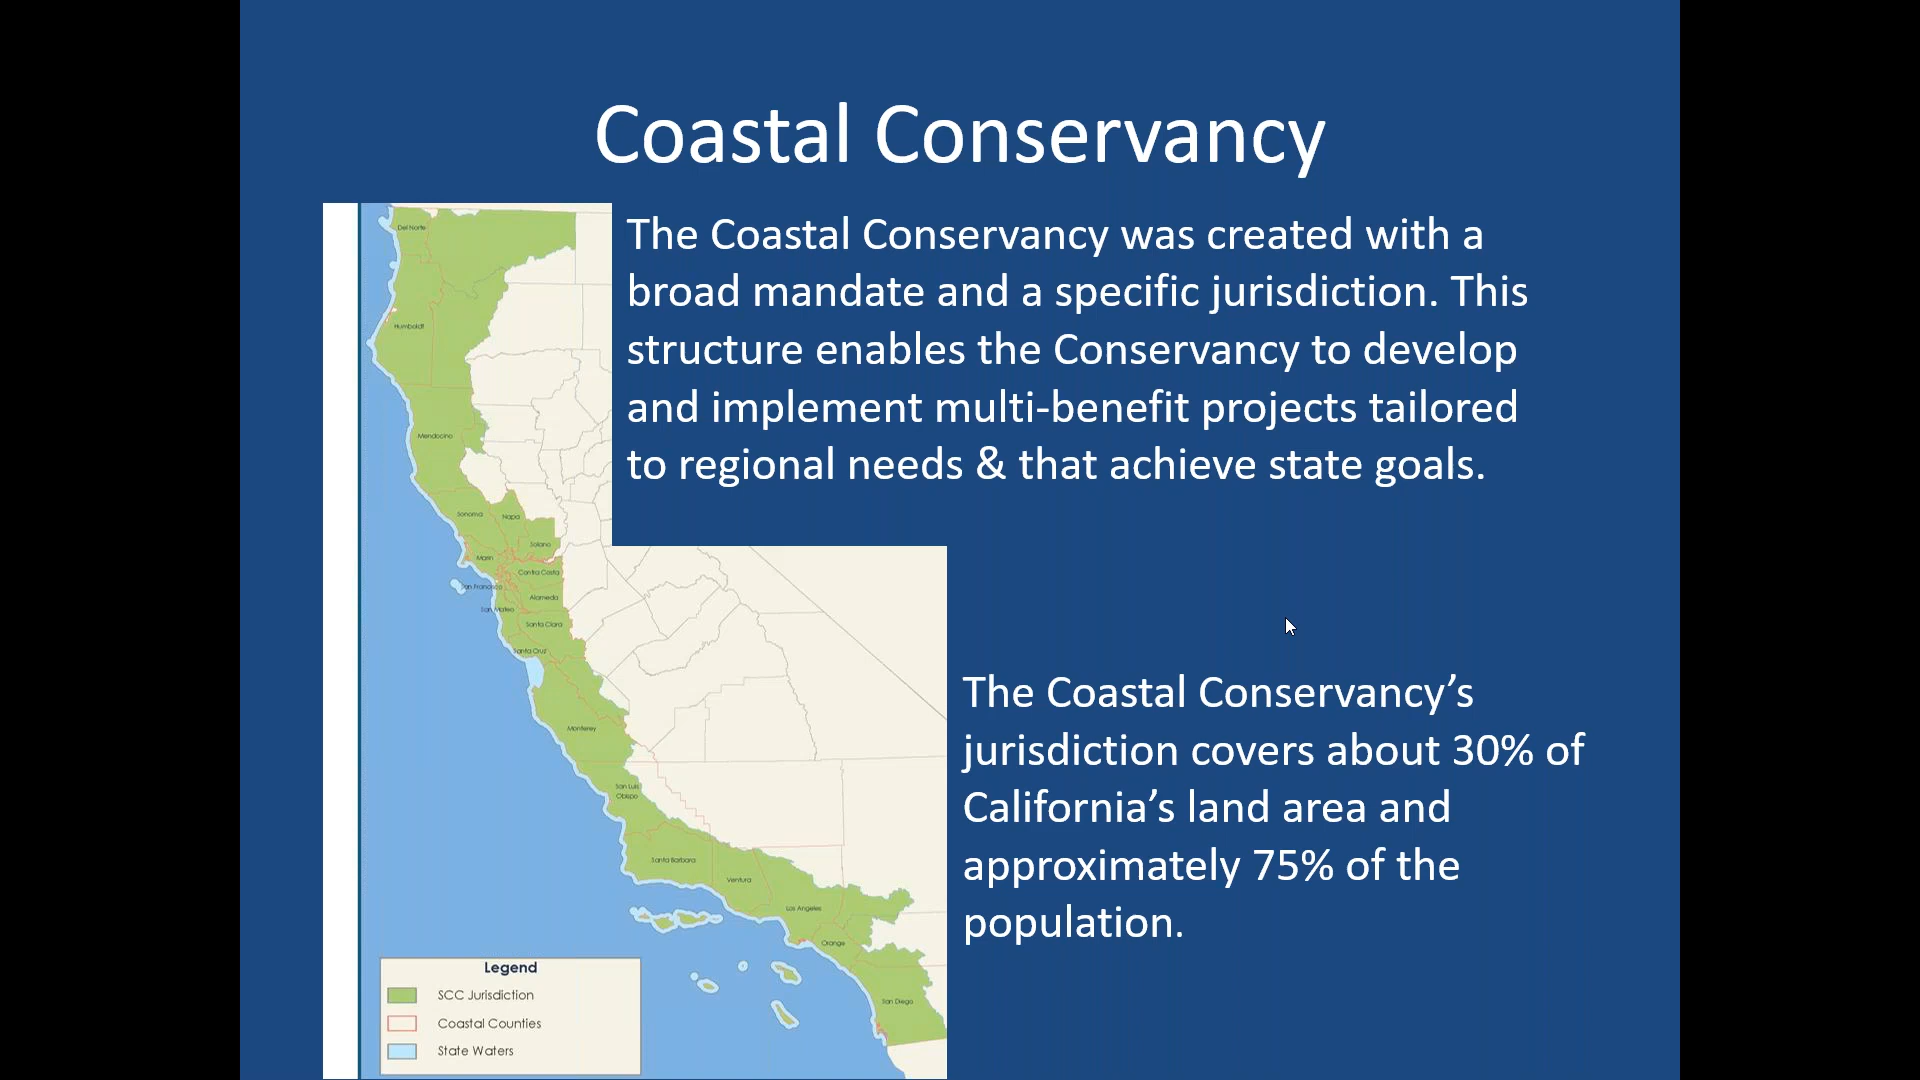 Coastal Conservancy
The Coastal Conservancy was created with a
broad mandate and a specific jurisdiction. This
structure enables the Conservancy to develop
and implement multi-benefit projects tailored
to regional needs & that achieve state goals.
The Coastal Conservancy’s
jurisdiction covers about 30% of
California’s land area and
approximately 75% of the
population.
Del Norte
Humboldt
Mendocino
Sonoma
Napa
Solano
Marin
Contra Costa
San Francisco
Alameda
San Mateo
Santa Clara
Santa Cruz
Monterey
San Luis
Obispo
Santa Barbara
Ventura
Los Angeles
Orange
San Diego
Legend
SCC Jurisdiction
Coastal Counties
State Waters